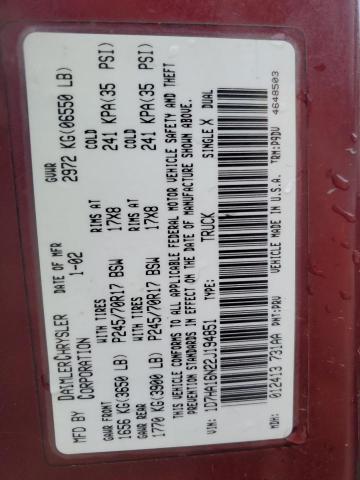 MFD BY DAIMLERCHRYSLER CORPORATION DATE OF MFR 1-02 GVWR 2972 KG(06550 LB)
GAWR FRONT WITH TIRES RIMS AT COLD
1656 KG(3650 LB) P245/70R17 BSW 17X8 241 KPA(35 PSI)
GAWR REAR WITH TIRES RIMS AT COLD
1770 KG(3900 LB) P245/70R17 BSW 17X8 241 KPA(35 PSI)
THIS VEHICLE CONFORMS TO ALL APPLICABLE FEDERAL MOTOR VEHICLE SAFETY AND THEFT
PREVENTION STANDARDS IN EFFECT ON THE DATE OF MANUFACTURE SHOWN ABOVE.
VIN: 1D7HA16N22J194851 TYPE: TRUCK SINGLE X DUAL
MDH: 012413 731AA PNT:PRV VEHICLE MADE IN U.S.A. TRM:P9DV 4648503